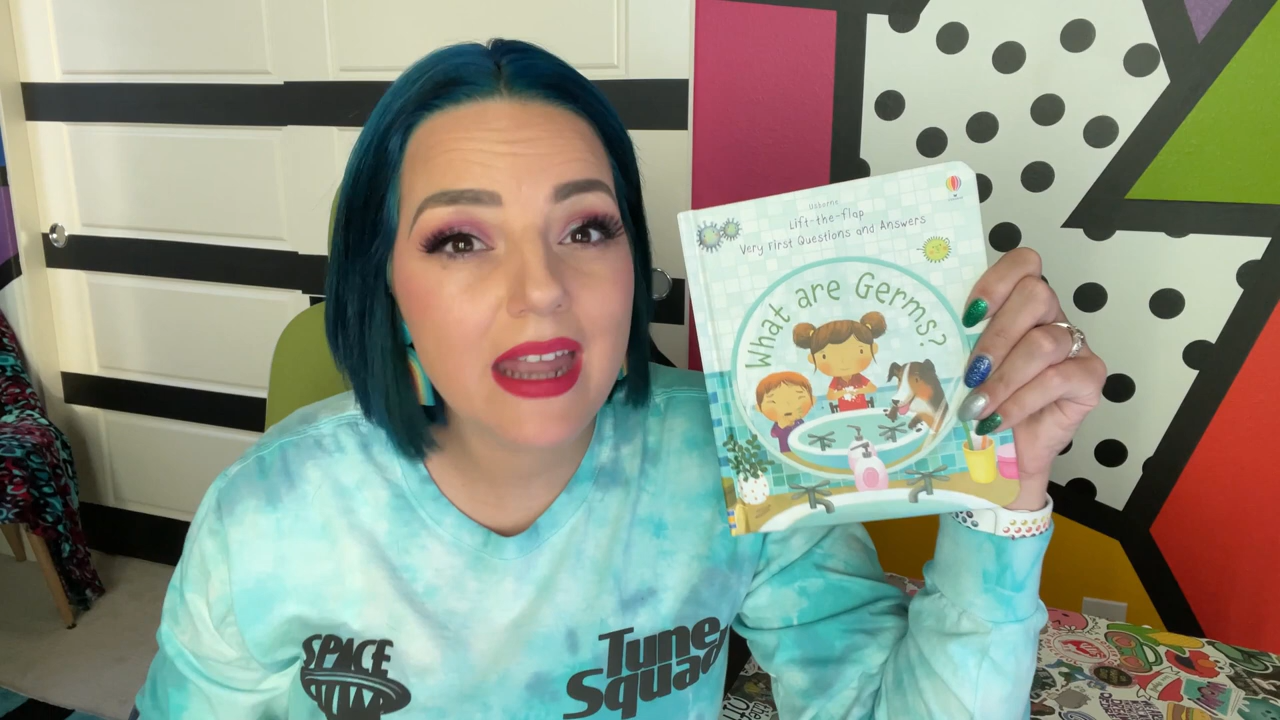 Usborne
Lift-the-flap
Very First Questions and Answers
What are Germs?
SPACE
JAM
Tune
Squad